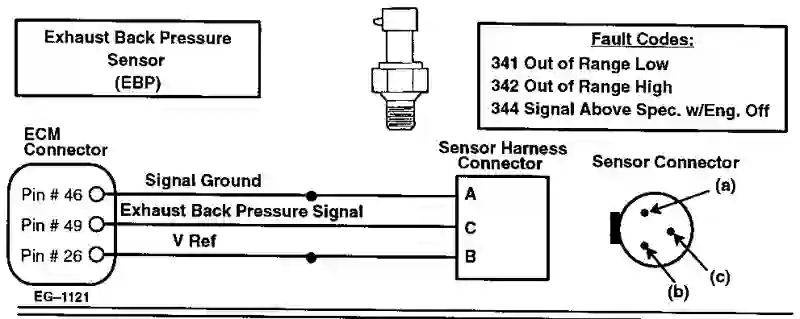 Exhaust Back Pressure
Sensor
(EBP)
Fault Codes:
341 Out of Range Low
342 Out of Range High
344 Signal Above Spec. w/Eng. Off
ECM
Connector
Sensor Harness
Connector
Sensor Connector
Pin # 46
Signal Ground
A
(a)
Pin # 49
Exhaust Back Pressure Signal
C
Pin # 26
V Ref
B
(b)
(c)
EG–1121